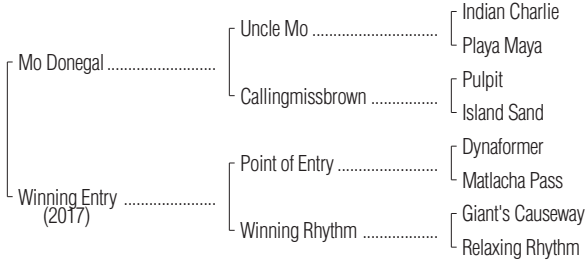 Indian Charlie
Uncle Mo ....................................
Playa Maya
Mo Donegal ..........................
Pulpit
Callingmissbrown ...................
Island Sand
Dynaformer
Point of Entry .............................
Matlacha Pass
Winning Entry ......................
(2017)
Giant's Causeway
Winning Rhythm .....................
Relaxing Rhythm